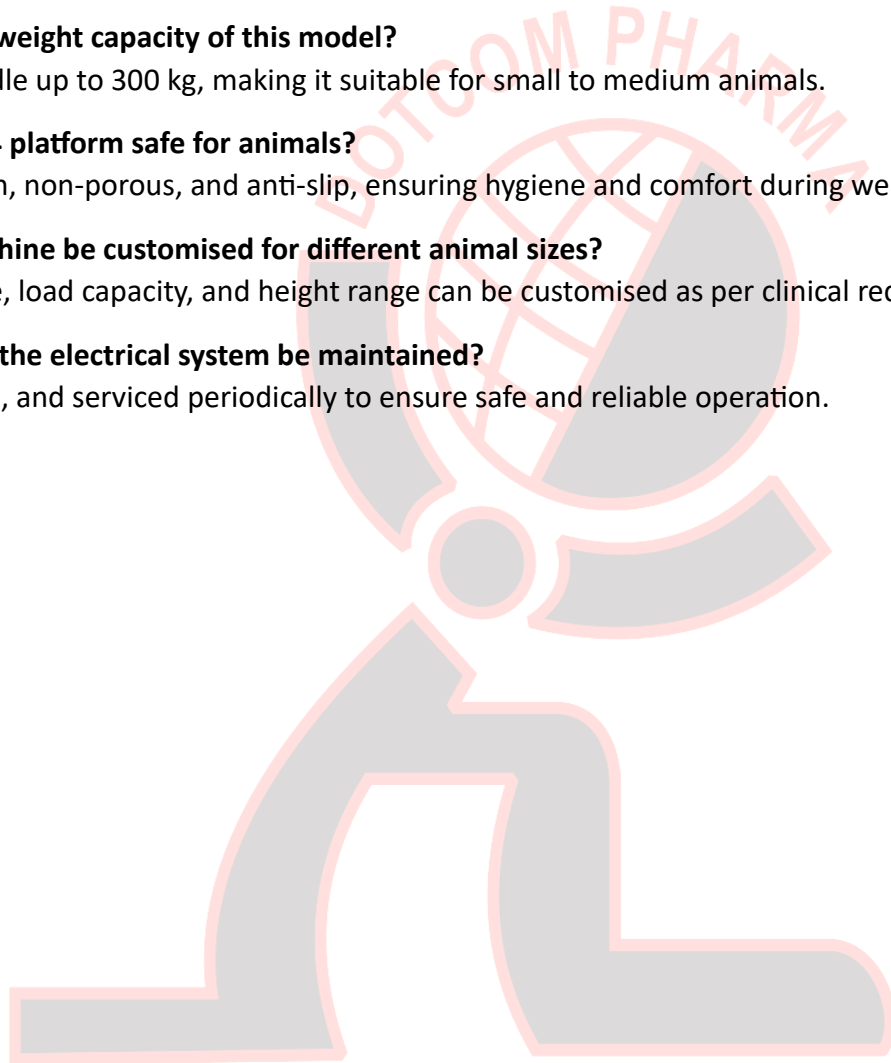 weight capacity of this model?
dle up to 300 kg, making it suitable for small to medium animals.
platform safe for animals?
n, non-porous, and anti-slip, ensuring hygiene and comfort during we
hine be customised for different animal sizes?
e, load capacity, and height range can be customised as per clinical rec
the electrical system be maintained?
, and serviced periodically to ensure safe and reliable operation.
DOTCOM PHARMA